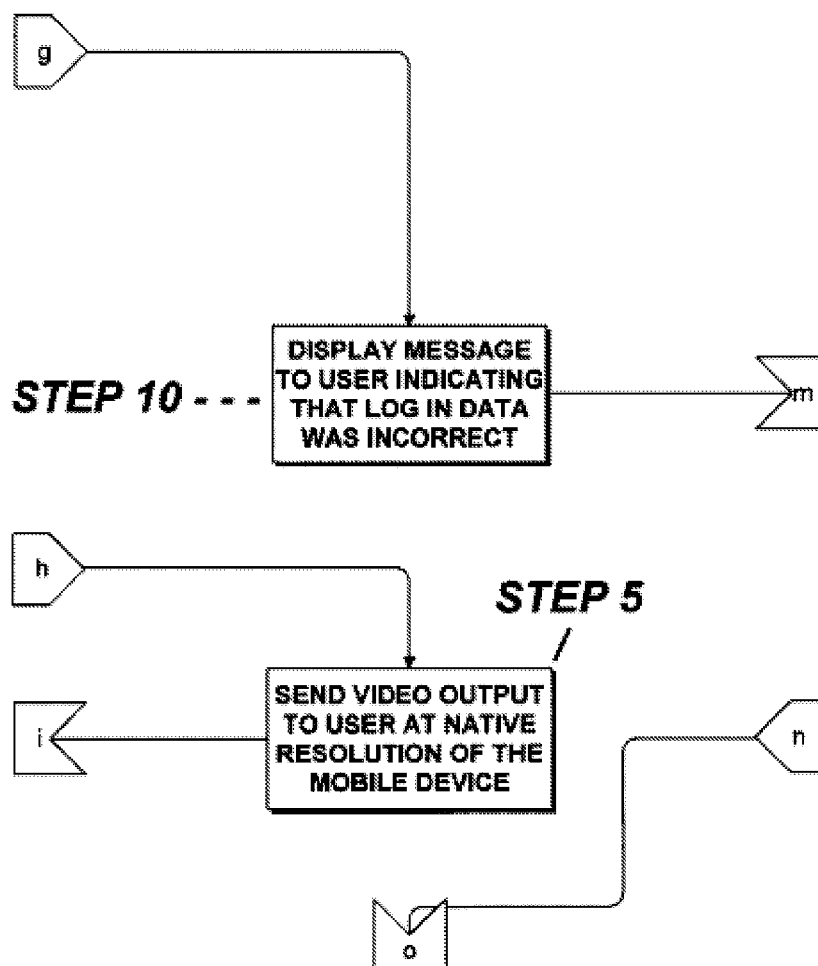 g
DISPLAY MESSAGE
TO USER INDICATING
THAT LOG IN DATA
WAS INCORRECT
STEP 10 - - -
m
h
STEP 5
SEND VIDEO OUTPUT
TO USER AT NATIVE
RESOLUTION OF THE
MOBILE DEVICE
i
n
o